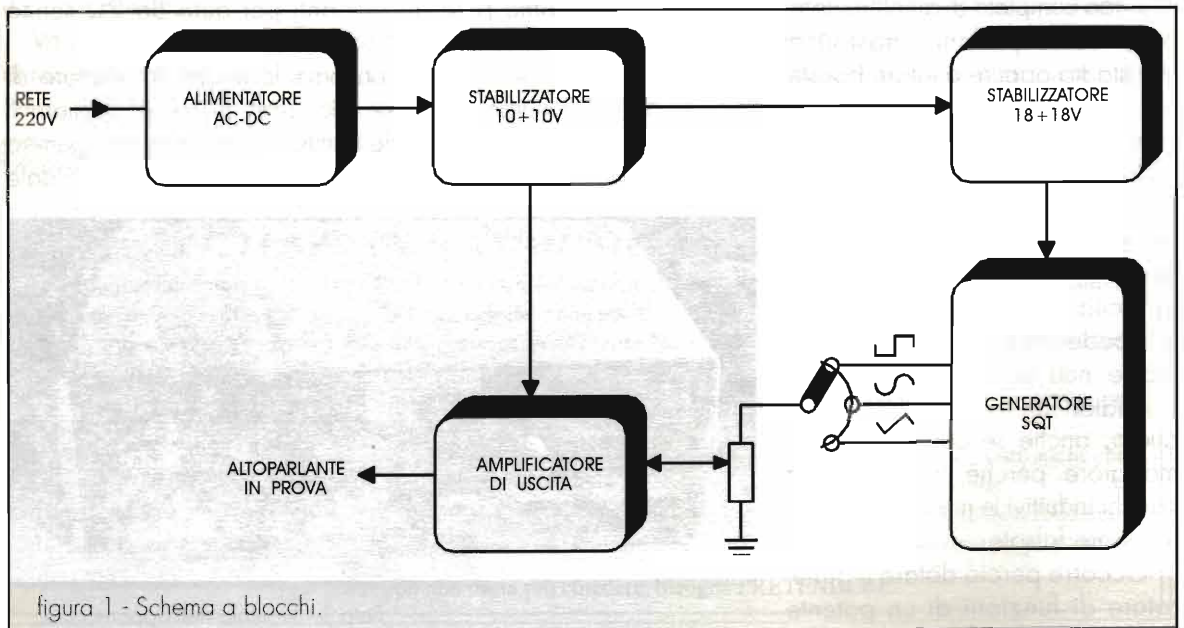 RETE
220V
ALIMENTATORE
AC-DC
STABILIZZATORE
10+10V
STABILIZZATORE
18+18V
GENERATORE
SQT
ALTOPARLANTE
IN PROVA
AMPLIFICATORE
DI USCITA
figura 1 - Schema a blocchi.